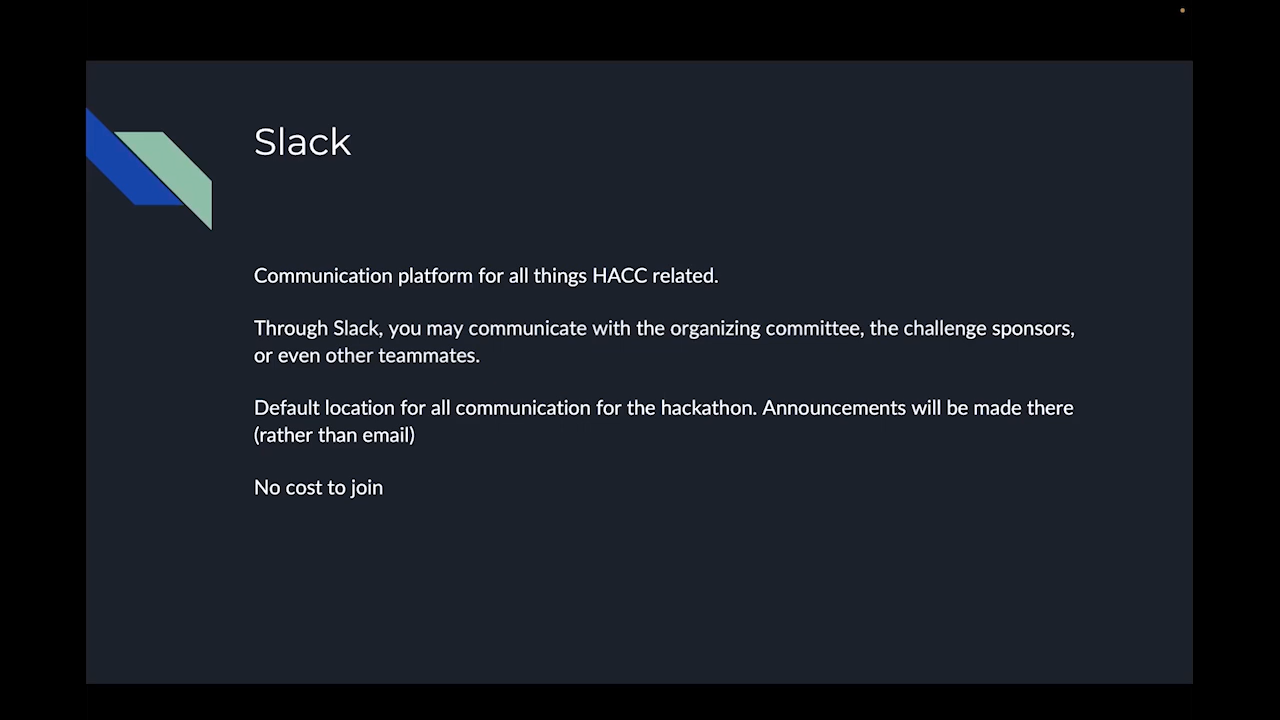 Slack
Communication platform for all things HACC related.
Through Slack, you may communicate with the organizing committee, the challenge sponsors,
or even other teammates.
Default location for all communication for the hackathon. Announcements will be made there
(rather than email)
No cost to join